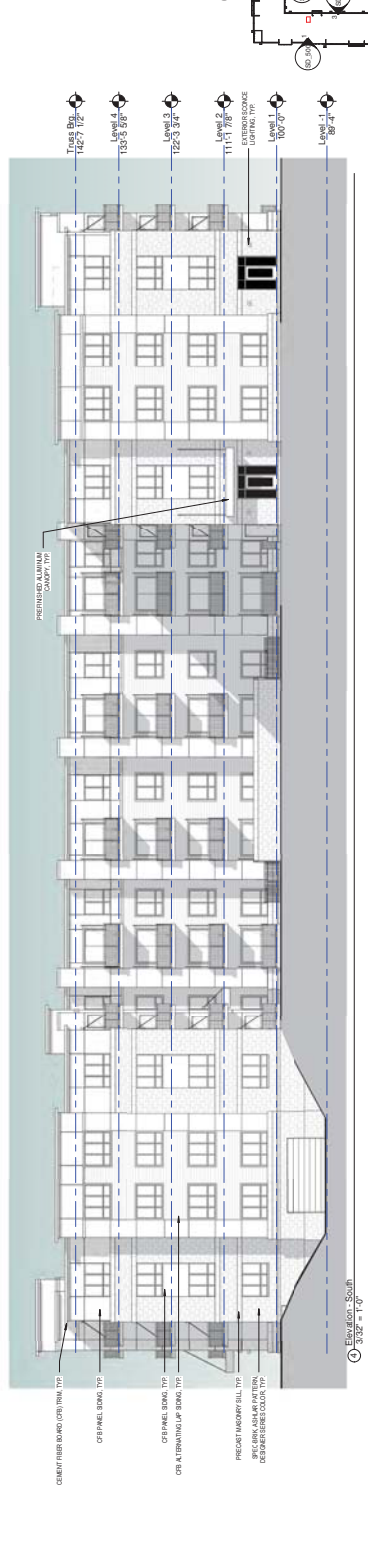 CEMENT FIBER BOARD (CFB) TRIM, TYP.
CFB PANEL SIDING, TYP.
CFB PANEL SIDING, TYP.
CFB ALTERNATING LAP SIDING, TYP.
PRECAST MASONRY SILL, TYP.
SPEC-BRIK, ASHLAR PATTERN,
DESIGNER SERIES COLOR, TYP.
PREFINISHED ALUMINUM
CANOPY, TYP.
Truss Brg.
142'-7 1/2"
Level 4
133'-5 5/8"
Level 3
122'-3 3/4"
Level 2
111'-1 7/8"
EXTERIOR SCONCE
LIGHTING, TYP.
Level 1
100'-0"
Level -1
89'-4"
4
Elevation - South
3/32" = 1'-0"
1
3